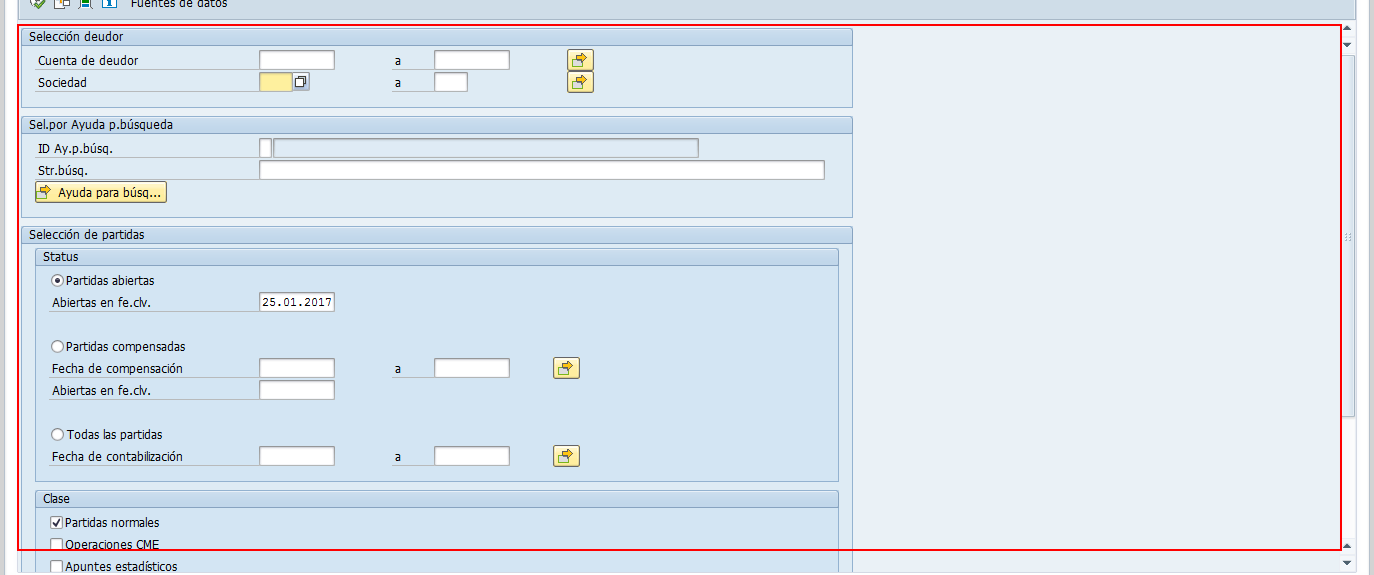 Fuentes de datos
Selección deudor
Cuenta de deudor a
Sociedad a
Sel.por Ayuda p.búsqueda
ID Ay.p.búsq.
Str.búsq.
Ayuda para búsq...
Selección de partidas
Status
Partidas abiertas
Abiertas en fe.clv. 25.01.2017
Partidas compensadas
Fecha de compensación a
Abiertas en fe.clv.
Todas las partidas
Fecha de contabilización a
Clase
Partidas normales
Operaciones CME
Apuntes estadísticos